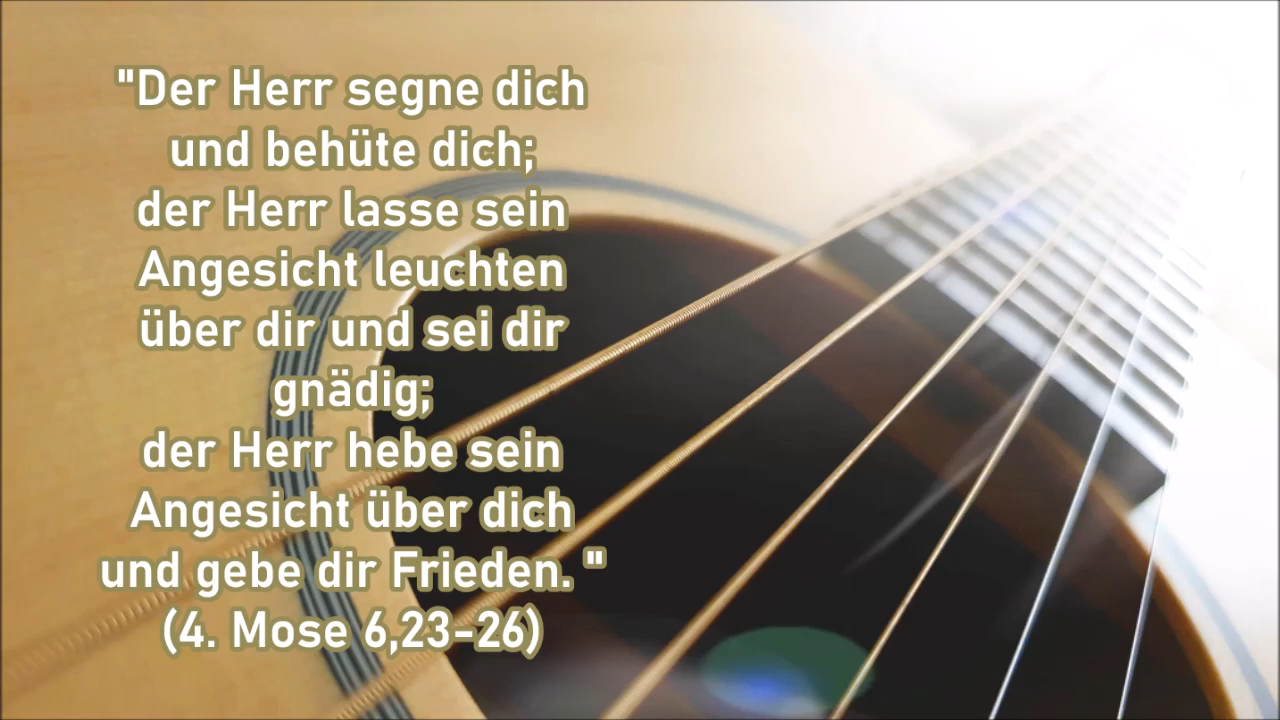 "Der Herr segne dich
und behüte dich;
der Herr lasse sein
Angesicht leuchten
über dir und sei dir
gnädig;
der Herr hebe sein
Angesicht über dich
und gebe dir Frieden. "
(4. Mose 6,23-26)